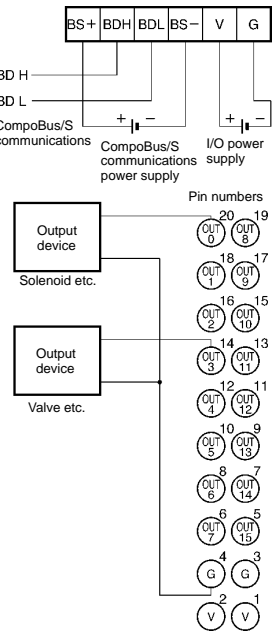 BS+ BDH BDL BS− V G
BD H
BD L
CompoBus/S
communications
+ −
CompoBus/S
communications
power supply
+ −
I/O power
supply
Pin numbers
Output
device
Solenoid etc.
20 19
OUT 0 OUT 8
18 17
OUT 1 OUT 9
16 15
OUT 2 OUT 10
Output
device
Valve etc.
14 13
OUT 3 OUT 11
12 11
OUT 4 OUT 12
10 9
OUT 5 OUT 13
8 7
OUT 6 OUT 14
6 5
OUT 7 OUT 15
4 3
G G
2 1
V V